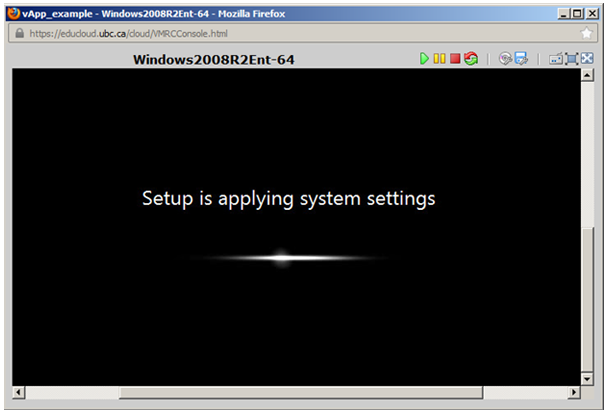 vApp_example - Windows2008R2Ent-64 - Mozilla Firefox
https://educloud.ubc.ca/cloud/VMRCConsole.html
Windows2008R2Ent-64
Setup is applying system settings